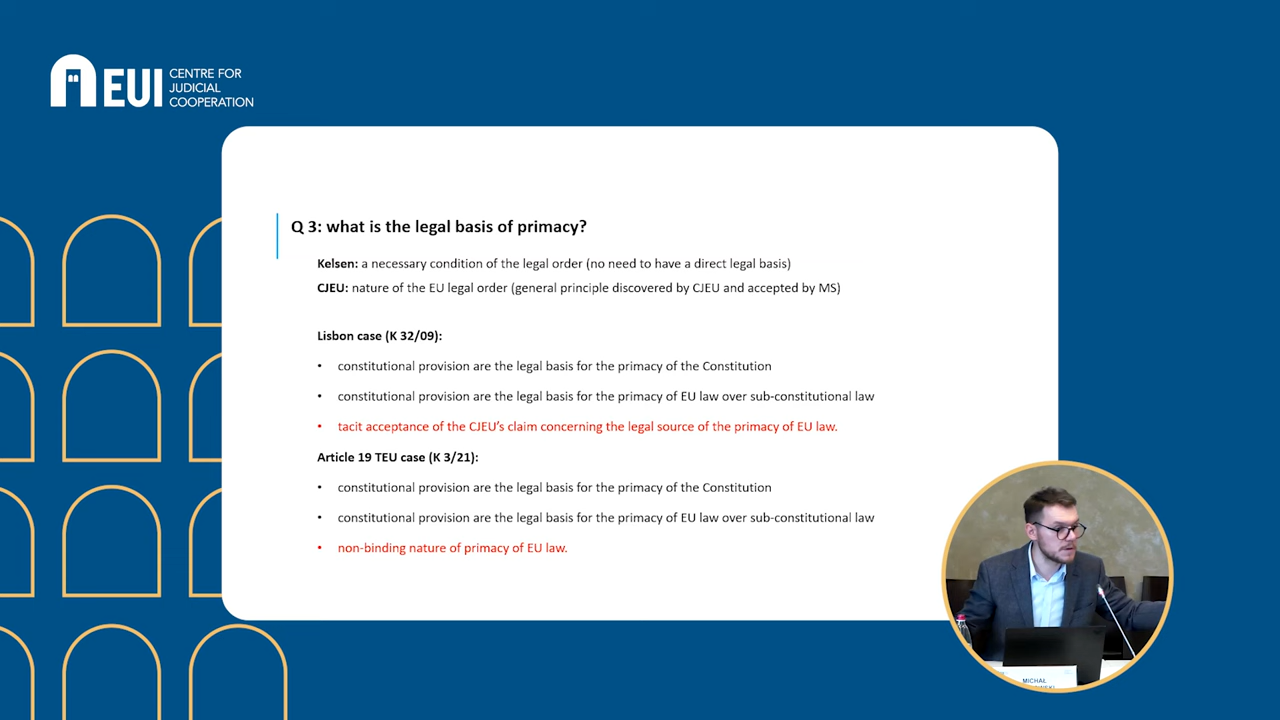 EUI
CENTRE FOR
JUDICIAL
COOPERATION
Q 3: what is the legal basis of primacy?
Kelsen: a necessary condition of the legal order (no need to have a direct legal basis)
CJEU: nature of the EU legal order (general principle discovered by CJEU and accepted by MS)
Lisbon case (K 32/09):
• constitutional provision are the legal basis for the primacy of the Constitution
• constitutional provision are the legal basis for the primacy of EU law over sub-constitutional law
• tacit acceptance of the CJEU's claim concerning the legal source of the primacy of EU law.
Article 19 TEU case (K 3/21):
• constitutional provision are the legal basis for the primacy of the Constitution
• constitutional provision are the legal basis for the primacy of EU law over sub-constitutional law
• non-binding nature of primacy of EU law.
MICHAŁ